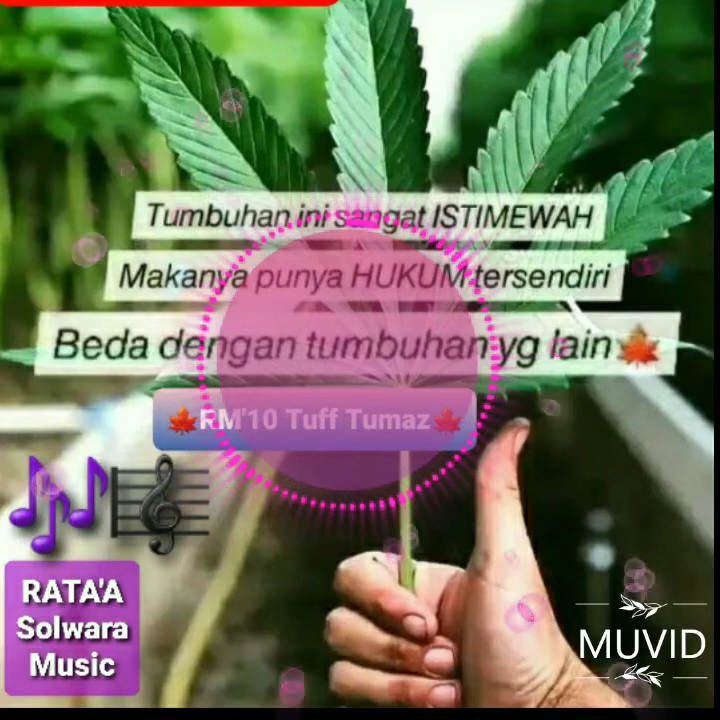 Tumbuhan ini sangat ISTIMEWAH
Makanya punya HUKUM tersendiri
Beda dengan tumbuhan yg lain🍁
🍁RM'10 Tuff Tumaz🍁
RATA'A
Solwara
Music
MUVID